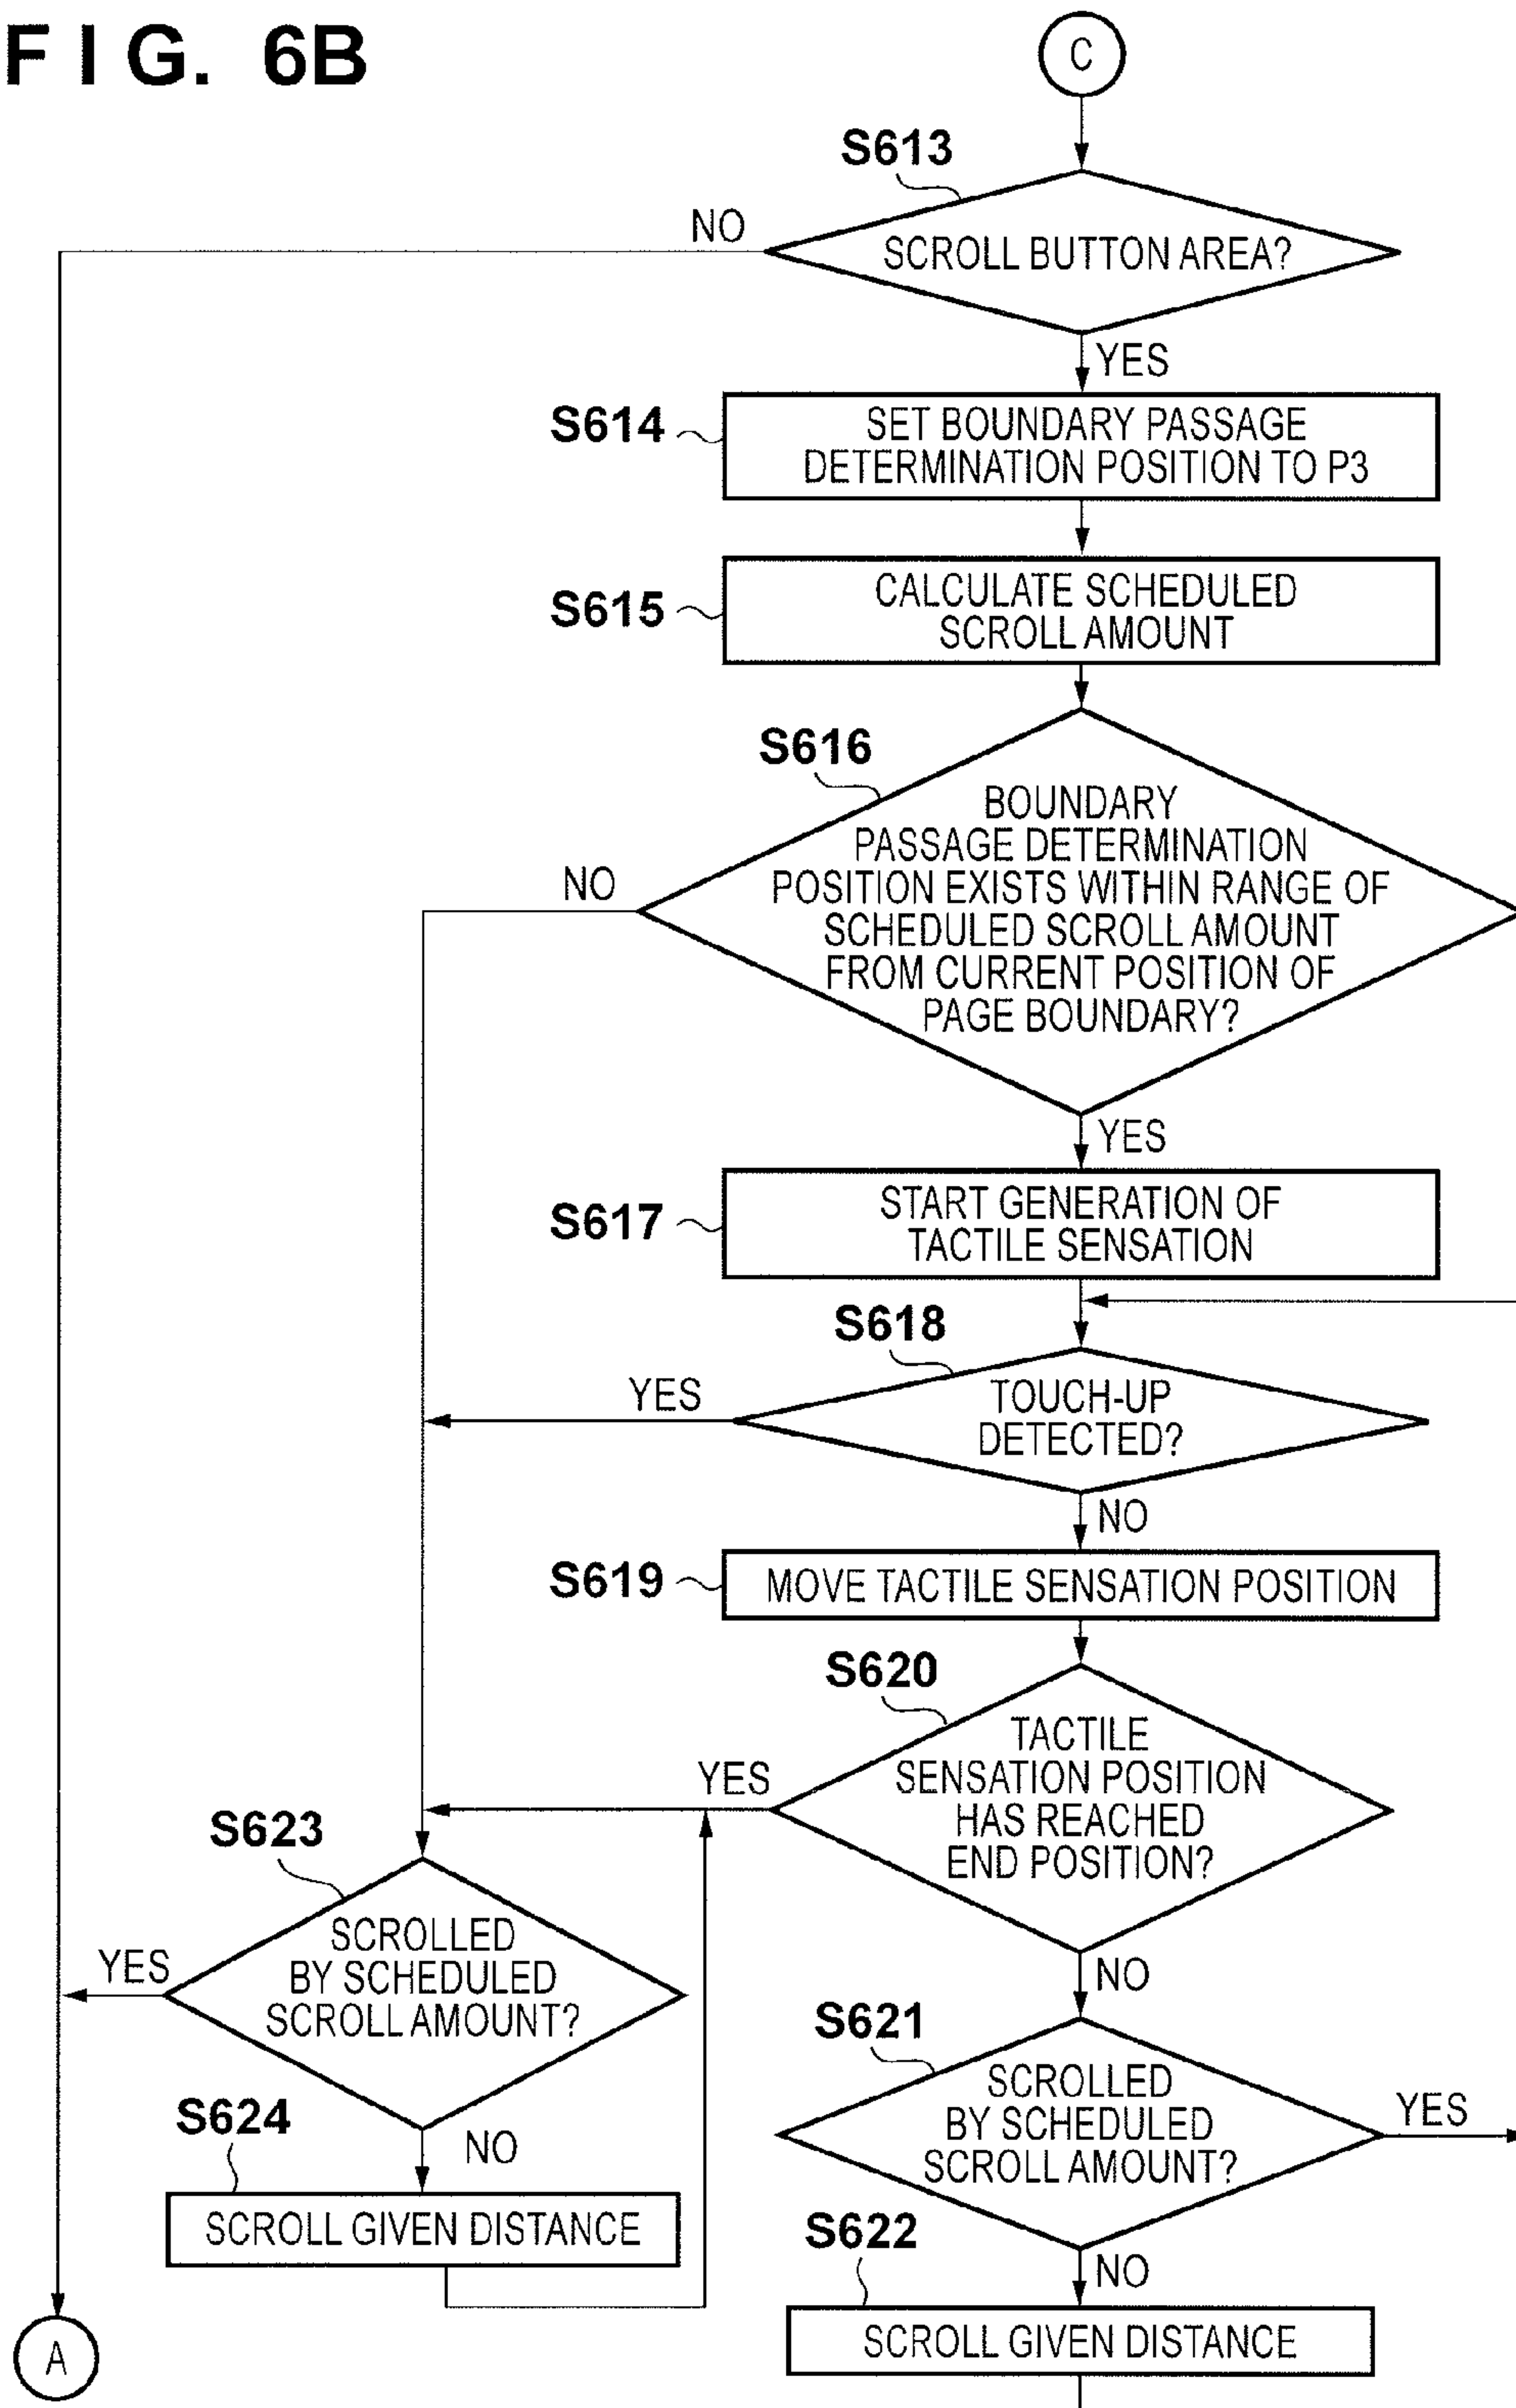 FIG. 6B
C
S613
NO
SCROLL BUTTON AREA?
YES
S614
SET BOUNDARY PASSAGE
DETERMINATION POSITION TO P3
S615
CALCULATE SCHEDULED
SCROLL AMOUNT
S616
BOUNDARY
PASSAGE DETERMINATION
POSITION EXISTS WITHIN RANGE OF
SCHEDULED SCROLL AMOUNT
FROM CURRENT POSITION OF
PAGE BOUNDARY?
NO
YES
S617
START GENERATION OF
TACTILE SENSATION
S618
YES
TOUCH-UP
DETECTED?
NO
S619
MOVE TACTILE SENSATION POSITION
S620
TACTILE
SENSATION POSITION
HAS REACHED
END POSITION?
YES
NO
S623
SCROLLED
BY SCHEDULED
SCROLL AMOUNT?
YES
NO
S621
SCROLLED
BY SCHEDULED
SCROLL AMOUNT?
YES
NO
S624
SCROLL GIVEN DISTANCE
S622
SCROLL GIVEN DISTANCE
A